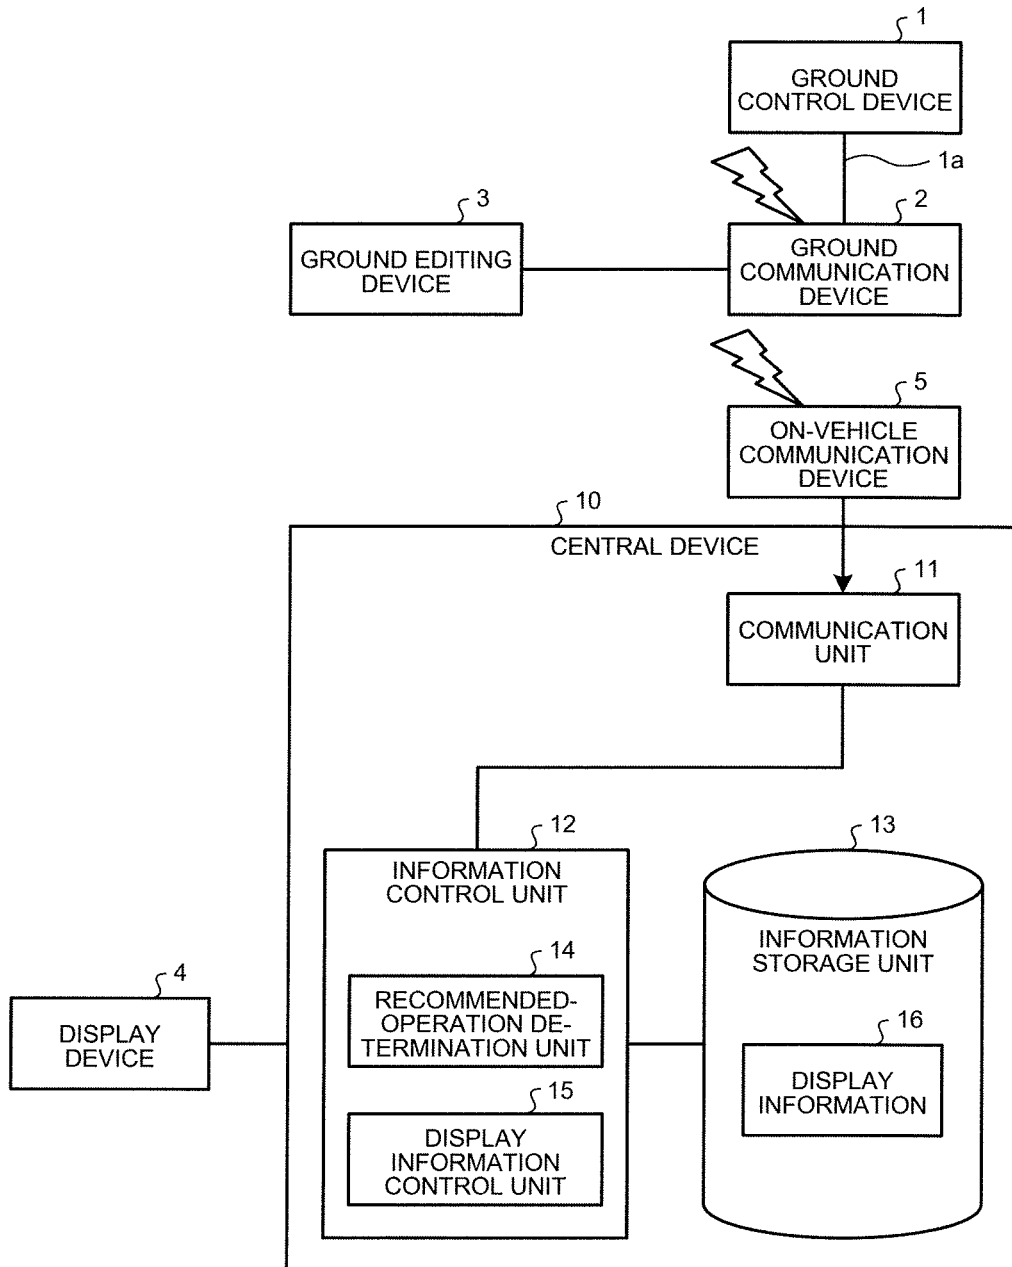 1
GROUND
CONTROL DEVICE
1a
3
2
GROUND EDITING
DEVICE
GROUND
COMMUNICATION
DEVICE
5
ON-VEHICLE
COMMUNICATION
DEVICE
10
CENTRAL DEVICE
11
COMMUNICATION
UNIT
12
INFORMATION
CONTROL UNIT
13
INFORMATION
STORAGE UNIT
14
RECOMMENDED-
OPERATION DE-
TERMINATION UNIT
4
DISPLAY
DEVICE
16
DISPLAY
INFORMATION
15
DISPLAY
INFORMATION
CONTROL UNIT